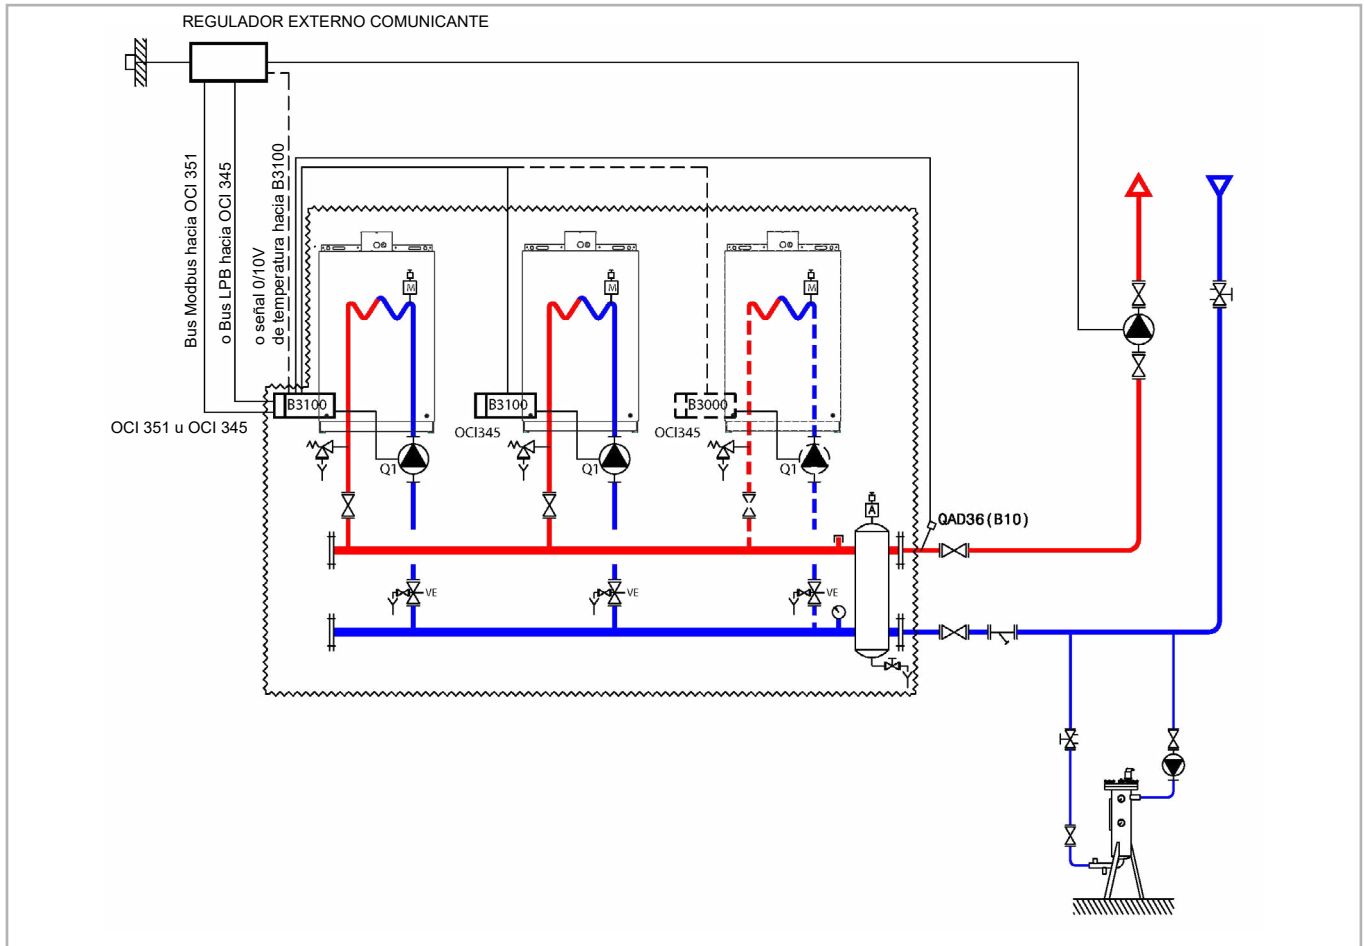 REGULADOR EXTERNO COMUNICANTE
Bus Modbus hacia OCI 351
o Bus LPB hacia OCI 345
o señal 0/10V
de temperatura hacia B3100
M
M
M
B3100
B3100
B3000
OCI 351 u OCI 345
OCI345
OCI345
Q1
Q1
Q1
A
QAD36(B10)
VE
VE
VE